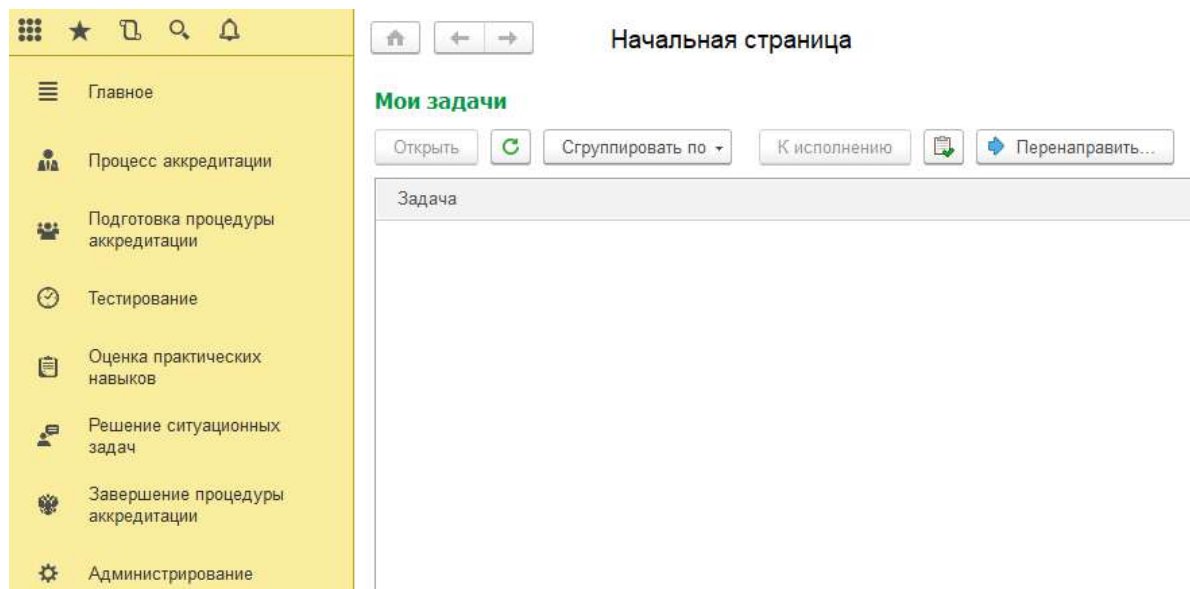 Начальная страница
Главное
Процесс аккредитации
Подготовка процедуры
аккредитации
Тестирование
Оценка практических
навыков
Решение ситуационных
задач
Завершение процедуры
аккредитации
Администрирование
Мои задачи
Открыть Сгруппировать по К исполнению Перенаправить...
Задача